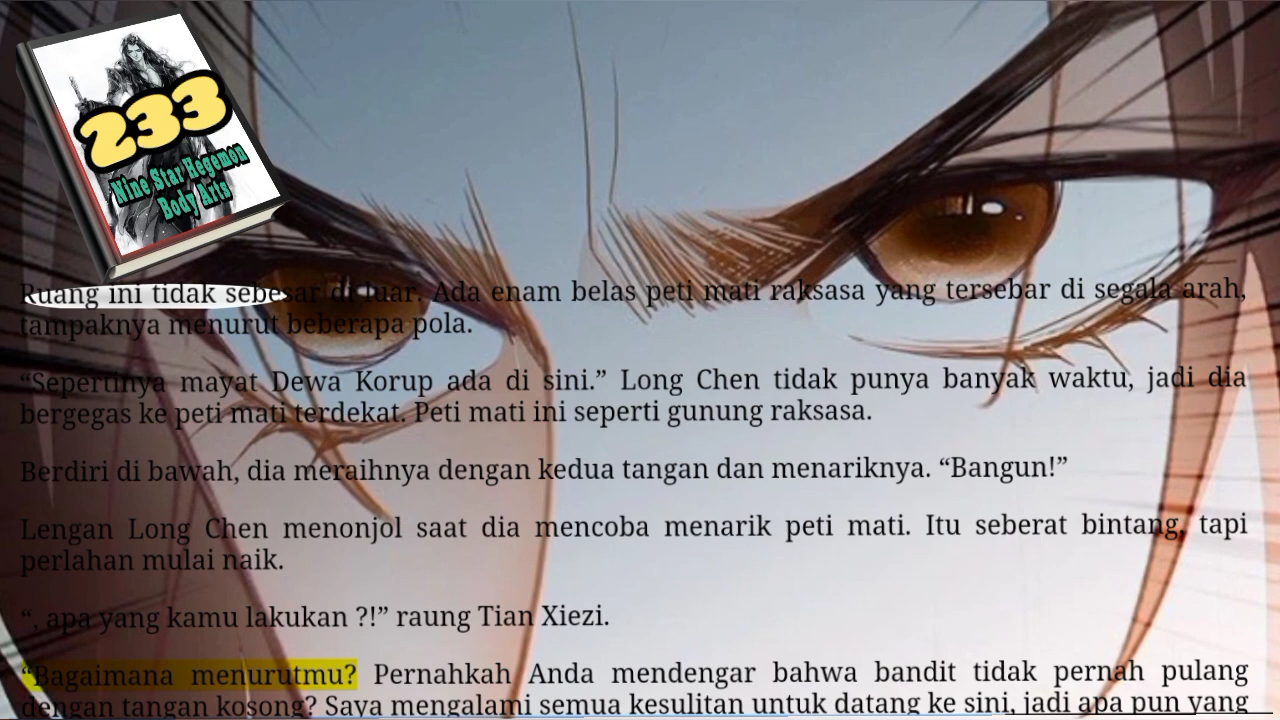 233
Nine Star Hegemon
Body Arts
Ruang ini tidak sebesar di luar. Ada enam belas peti mati raksasa yang tersebar di segala arah,
tampaknya menurut beberapa pola.
“Sepertinya mayat Dewa Korup ada di sini.” Long Chen tidak punya banyak waktu, jadi dia
bergegas ke peti mati terdekat. Peti mati ini seperti gunung raksasa.
Berdiri di bawah, dia meraihnya dengan kedua tangan dan menariknya. “Bangun!”
Lengan Long Chen menonjol saat dia mencoba menarik peti mati. Itu seberat bintang, tapi
perlahan mulai naik.
“, apa yang kamu lakukan ?!” raung Tian Xiezi.
“Bagaimana menurutmu? Pernahkah Anda mendengar bahwa bandit tidak pernah pulang
dengan tangan kosong? Saya mengalami semua kesulitan untuk datang ke sini, jadi apa pun yang